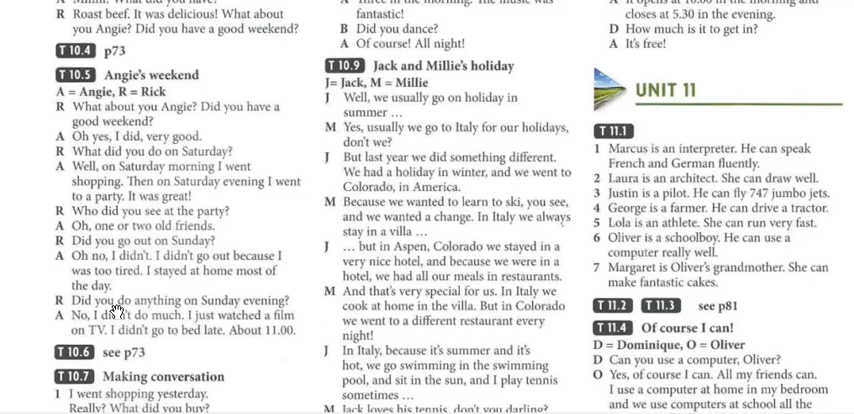 R Roast beef. It was delicious! What about
you Angie? Did you have a good weekend?
T 10.4 p73
T 10.5 Angie's weekend
A = Angie, R = Rick
R What about you Angie? Did you have a
good weekend?
A Oh yes, I did, very good.
R What did you do on Saturday?
A Well, on Saturday morning I went
shopping. Then on Saturday evening I went
to a party. It was great!
R Who did you see at the party?
A Oh, one or two old friends.
R Did you go out on Sunday?
A Oh no, I didn't. I didn't go out because I
was too tired. I stayed at home most of
the day.
R Did you do anything on Sunday evening?
A No, I didn't do much. I just watched a film
on TV. I didn't go to bed late. About 11.00.
T 10.6 see p73
T 10.7 Making conversation
1 I went shopping yesterday.
Really? What did you buy?
fantastic!
B Did you dance?
A Of course! All night!
T 10.9 Jack and Millie's holiday
J= Jack, M = Millie
J Well, we usually go on holiday in
summer …
M Yes, usually we go to Italy for our holidays,
don't we?
J But last year we did something different.
We had a holiday in winter, and we went to
Colorado, in America.
M Because we wanted to learn to ski, you see,
and we wanted a change. In Italy we always
stay in a villa …
J … but in Aspen, Colorado we stayed in a
very nice hotel, and because we were in a
hotel, we had all our meals in restaurants.
M And that's very special for us. In Italy we
cook at home in the villa. But in Colorado
we went to a different restaurant every
night!
J In Italy, because it's summer and it's
hot, we go swimming in the swimming
pool, and sit in the sun, and I play tennis
sometimes …
M Jack loves his tennis, don't you darling?
closes at 5.30 in the evening.
D How much is it to get in?
A It's free!
UNIT 11
T 11.1
1 Marcus is an interpreter. He can speak
French and German fluently.
2 Laura is an architect. She can draw well.
3 Justin is a pilot. He can fly 747 jumbo jets.
4 George is a farmer. He can drive a tractor.
5 Lola is an athlete. She can run very fast.
6 Oliver is a schoolboy. He can use a
computer really well.
7 Margaret is Oliver's grandmother. She can
make fantastic cakes.
T 11.2 T 11.3 see p81
T 11.4 Of course I can!
D = Dominique, O = Oliver
D Can you use a computer, Oliver?
O Yes, of course I can. All my friends can.
I use a computer at home in my bedroom
and we use computers at school all the